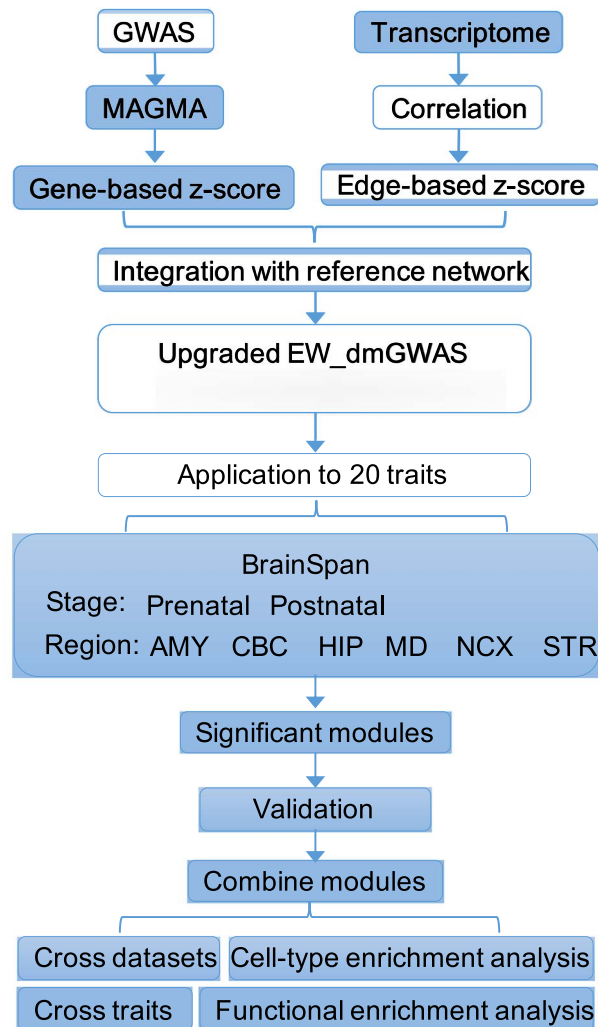 GWAS
Transcriptome
MAGMA
Correlation
Gene-based z-score
Edge-based z-score
Integration with reference network
Upgraded EW_dmGWAS
Application to 20 traits
BrainSpan
Stage: Prenatal Postnatal
Region: AMY CBC HIP MD NCX STR
Significant modules
Validation
Combine modules
Cross datasets
Cell-type enrichment analysis
Cross traits
Functional enrichment analysis